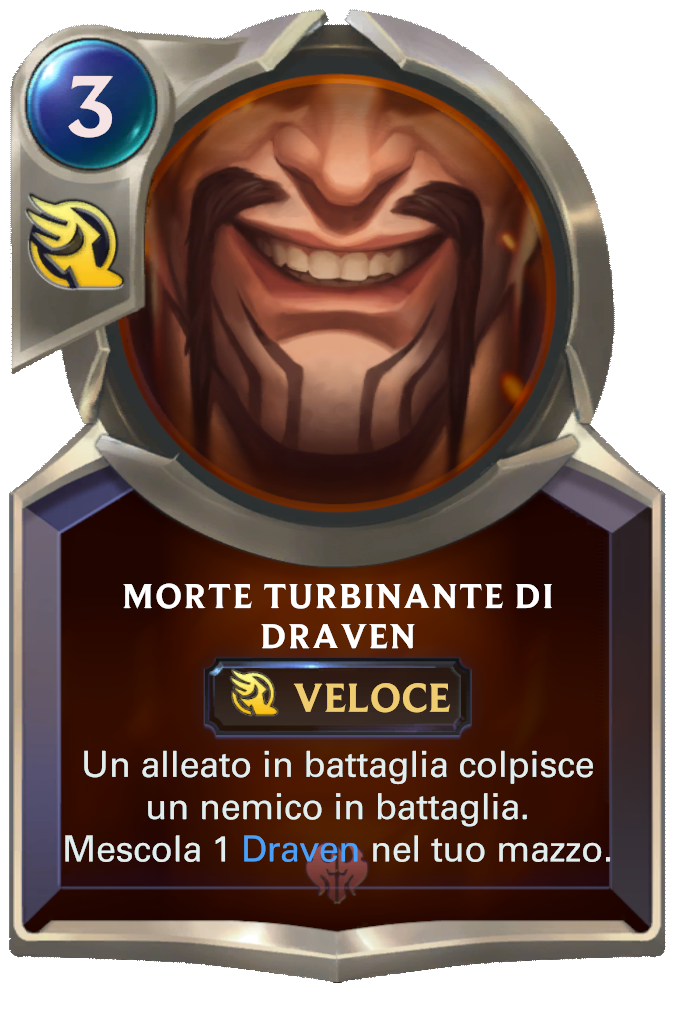 3
MORTE TURBINANTE DI
DRAVEN
VELOCE
Un alleato in battaglia colpisce
un nemico in battaglia.
Mescola 1 Draven nel tuo mazzo.